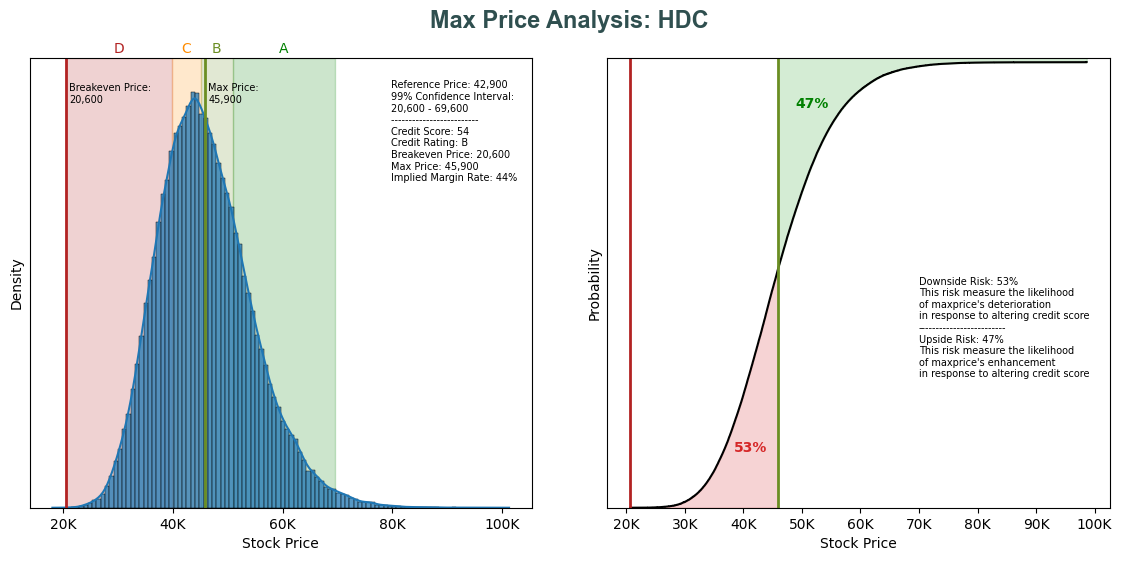 Max Price Analysis: HDC
D C B A
Breakeven Price:
20,600
Max Price:
45,900
Reference Price: 42,900
99% Confidence Interval:
20,600 - 69,600
-------------------------
Credit Score: 54
Credit Rating: B
Breakeven Price: 20,600
Max Price: 45,900
Implied Margin Rate: 44%
Density
20K 40K 60K 80K 100K
Stock Price
47%
Probability
Downside Risk: 53%
This risk measure the likelihood
of maxprice's deterioration
in response to altering credit score
-------------------------
Upside Risk: 47%
This risk measure the likelihood
of maxprice's enhancement
in response to altering credit score
53%
20K 30K 40K 50K 60K 70K 80K 90K 100K
Stock Price